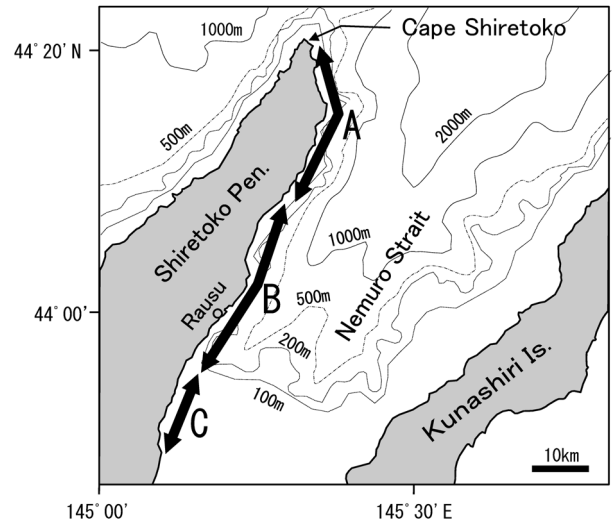 1000m
Cape Shiretoko
44°20'N
500m
A
2000m
Shiretoko Pen.
1000m
Nemuro Strait
B
500m
Rausu
44°00'
200m
100m
Kunashiri Is.
C
10km
145°00'
145°30'E